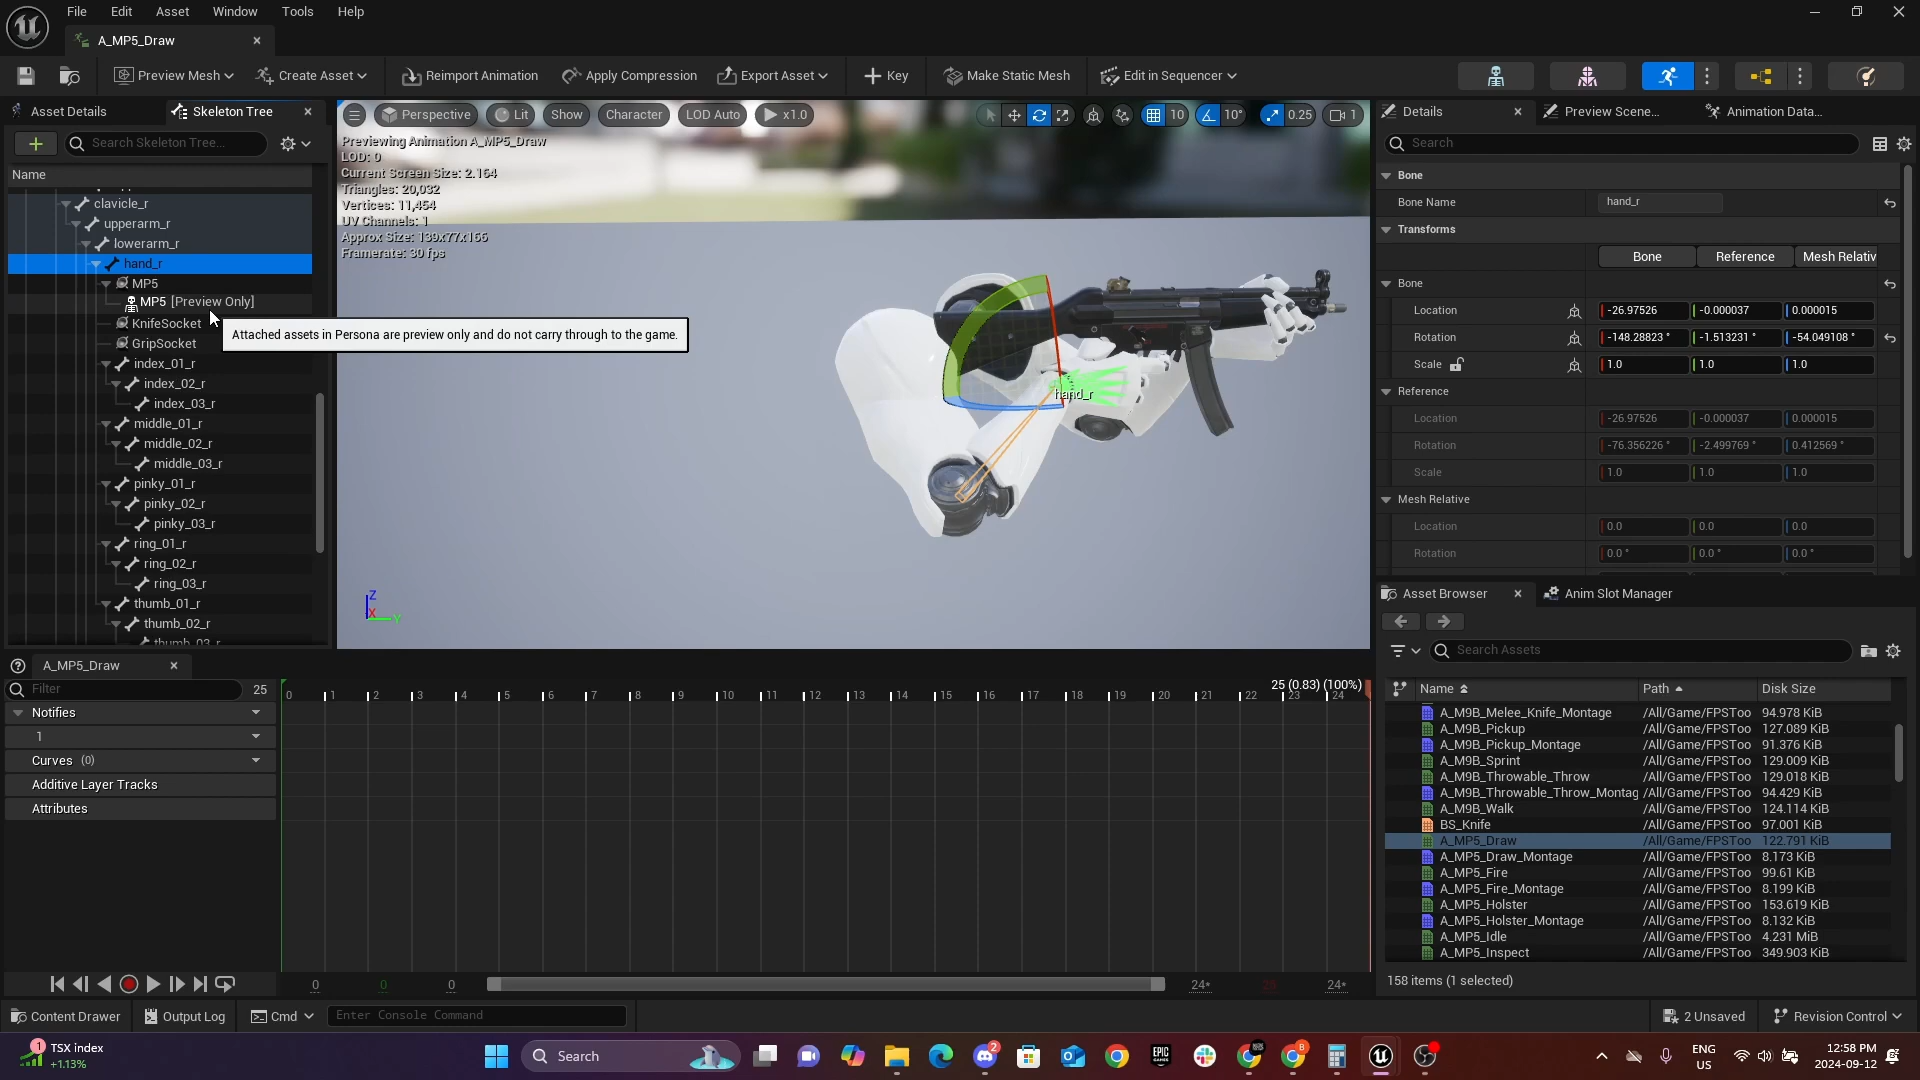 File Edit Asset Window Tools Help
A_MP5_Draw
Preview Mesh Create Asset Reimport Animation Apply Compression Export Asset Key Make Static Mesh Edit in Sequencer
Asset Details Skeleton Tree
Search Skeleton Tree...
Name
clavicle_r
upperarm_r
lowerarm_r
hand_r
MP5
MP5 [Preview Only]
KnifeSocket
GripSocket
index_01_r
index_02_r
index_03_r
middle_01_r
middle_02_r
middle_03_r
pinky_01_r
pinky_02_r
pinky_03_r
ring_01_r
ring_02_r
ring_03_r
thumb_01_r
thumb_02_r
thumb_03_r
Attached assets in Persona are preview only and do not carry through to the game.
Perspective Lit Show Character LOD Auto x1.0 10 10° 0.25 1
Previewing Animation A_MP5_Draw
LOD: 0
Current Screen Size: 2.164
Triangles: 20,032
Vertices: 11,454
UV Channels: 1
Approx Size: 139x77x166
Framerate: 30 fps
hand_r
Z
X
Y
Details Preview Scene... Animation Data...
Search
Bone
Bone Name hand_r
Transforms
Bone Reference Mesh Relativ
Bone
Location -26.97526 -0.000037 0.000015
Rotation -148.28823 ° -1.513231 ° -54.049108 °
Scale 1.0 1.0 1.0
Reference
Location -26.97526 -0.000037 0.000015
Rotation -76.356226 ° -2.499769 ° 0.412569 °
Scale 1.0 1.0 1.0
Mesh Relative
Location 0.0 0.0 0.0
Rotation 0.0 ° 0.0 ° 0.0 °
Asset Browser Anim Slot Manager
Search Assets
Name Path Disk Size
A_M9B_Melee_Knife_Montage /All/Game/FPSToo 94.978 KiB
A_M9B_Pickup /All/Game/FPSToo 127.089 KiB
A_M9B_Pickup_Montage /All/Game/FPSToo 91.376 KiB
A_M9B_Sprint /All/Game/FPSToo 129.009 KiB
A_M9B_Throwable_Throw /All/Game/FPSToo 129.018 KiB
A_M9B_Throwable_Throw_Montag /All/Game/FPSToo 94.429 KiB
A_M9B_Walk /All/Game/FPSToo 124.114 KiB
BS_Knife /All/Game/FPSToo 97.001 KiB
A_MP5_Draw /All/Game/FPSToo 122.791 KiB
A_MP5_Draw_Montage /All/Game/FPSToo 8.173 KiB
A_MP5_Fire /All/Game/FPSToo 99.61 KiB
A_MP5_Fire_Montage /All/Game/FPSToo 8.199 KiB
A_MP5_Holster /All/Game/FPSToo 153.619 KiB
A_MP5_Holster_Montage /All/Game/FPSToo 8.132 KiB
A_MP5_Idle /All/Game/FPSToo 4.231 MiB
A_MP5_Inspect /All/Game/FPSToo 349.903 KiB
158 items (1 selected)
A_MP5_Draw
Filter 25
Notifies
1
Curves (0)
Additive Layer Tracks
Attributes
25 (0.83) (100%)
0 1 2 3 4 5 6 7 8 9 10 11 12 13 14 15 16 17 18 19 20 21 22 23 24
0 0 0 24* 25 24*
Content Drawer Output Log Cmd Enter Console Command 2 Unsaved Revision Control
1 TSX index
+1.13%
Search
2
EPIC GAMES
8
ENG
US
12:58 PM
2024-09-12